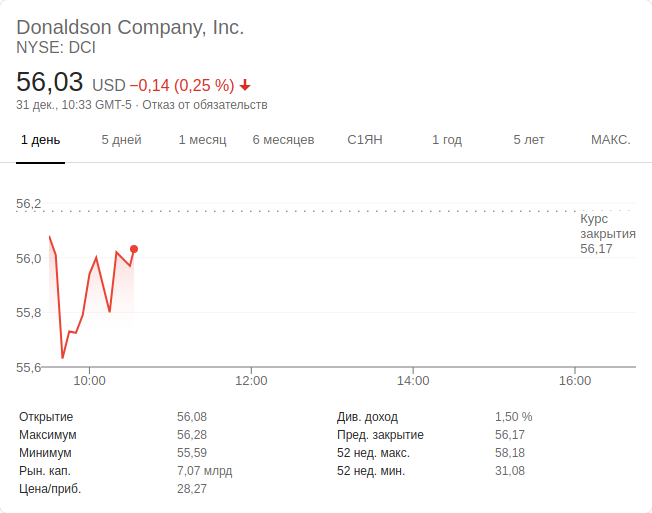 Donaldson Company, Inc.
NYSE: DCI
56,03 USD −0,14 (0,25 %)
31 дек., 10:33 GMT-5 · Отказ от обязательств
1 день 5 дней 1 месяц 6 месяцев С1ЯН 1 год 5 лет МАКС.
56,2
Курс
закрытия
56,17
56,0
55,8
55,6
10:00 12:00 14:00 16:00
Открытие 56,08 Див. доход 1,50 %
Максимум 56,28 Пред. закрытие 56,17
Минимум 55,59 52 нед. макс. 58,18
Рын. кап. 7,07 млрд 52 нед. мин. 31,08
Цена/приб. 28,27